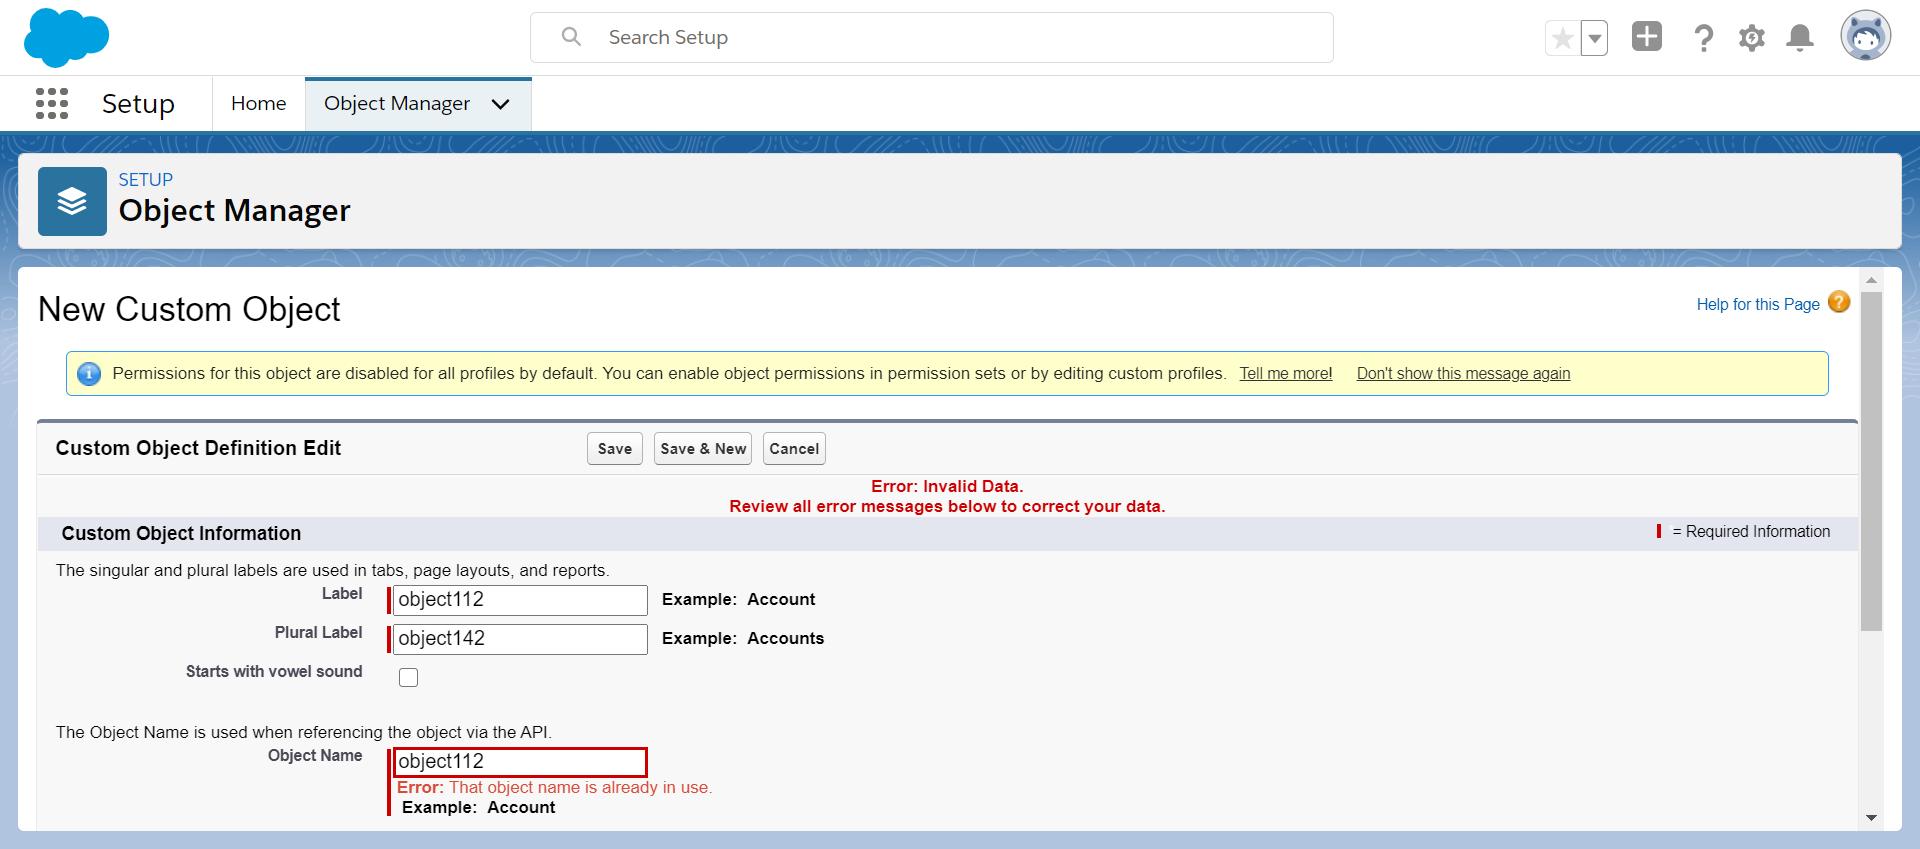 Search Setup
Setup
Home
Object Manager
SETUP
Object Manager
New Custom Object
Help for this Page
Permissions for this object are disabled for all profiles by default. You can enable object permissions in permission sets or by editing custom profiles. Tell me more! Don't show this message again
Custom Object Definition Edit
Save
Save & New
Cancel
Error: Invalid Data.
Review all error messages below to correct your data.
Custom Object Information
= Required Information
The singular and plural labels are used in tabs, page layouts, and reports.
Label object112 Example: Account
Plural Label object142 Example: Accounts
Starts with vowel sound
The Object Name is used when referencing the object via the API.
Object Name object112
Error: That object name is already in use.
Example: Account